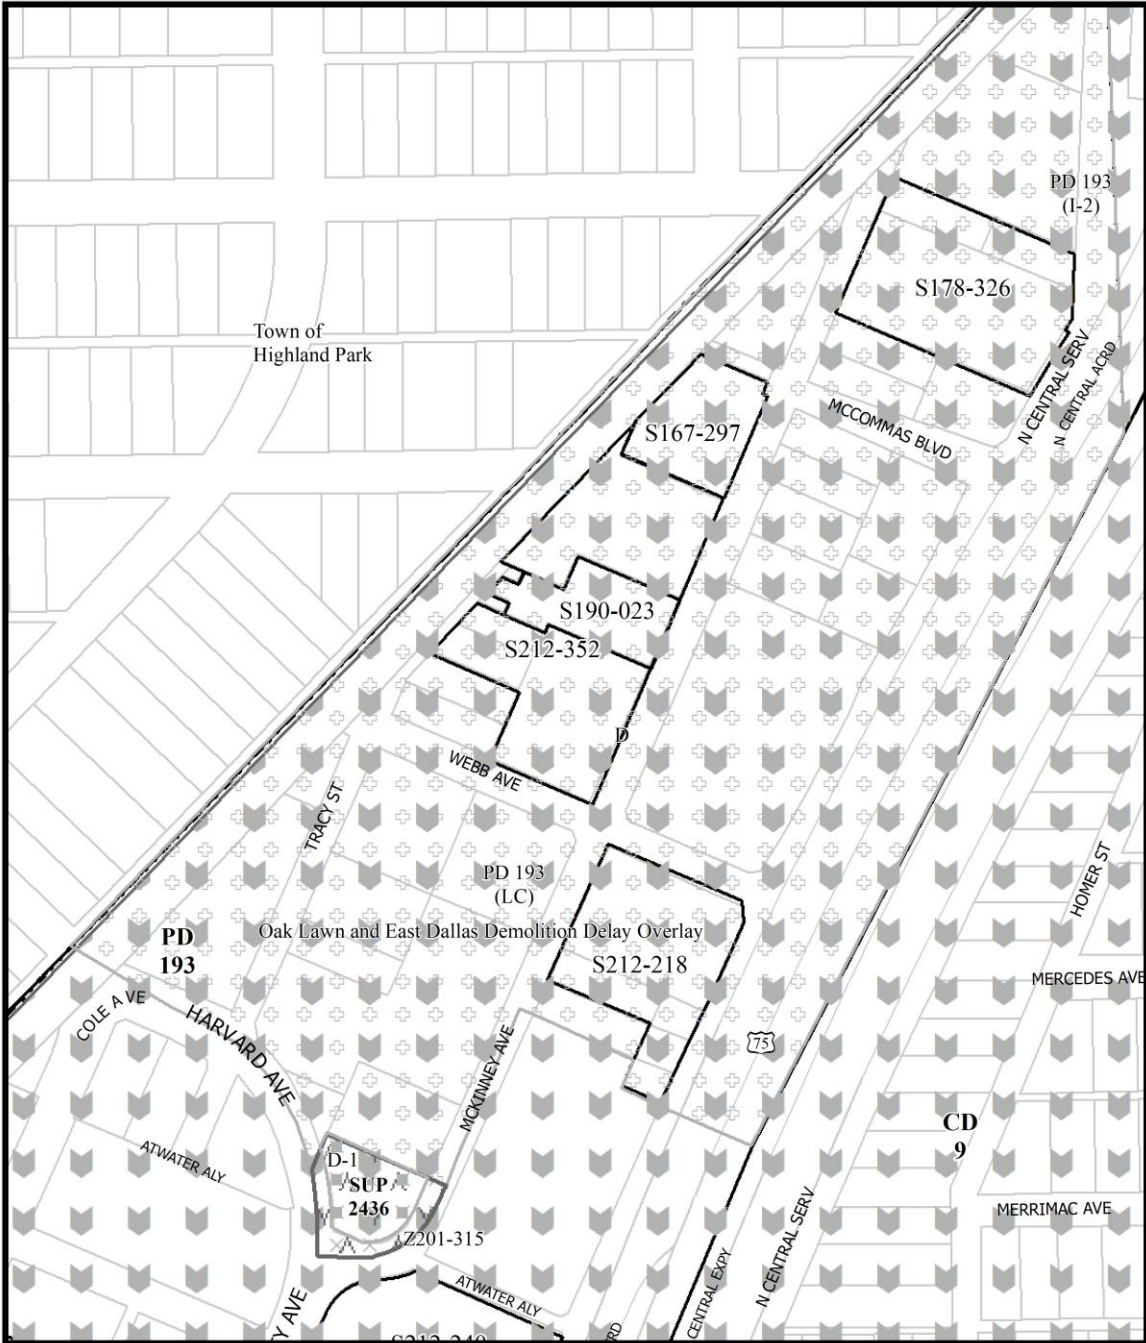 PD 193
(I-2)
S178-326
Town of
Highland Park
N CENTRAL SERV
N CENTRAL ACRD
S167-297
MCCOMMAS BLVD
S190-023
S212-352
D
WEBB AVE
TRACY ST
PD 193
(LC)
HOMER ST
Oak Lawn and East Dallas Demolition Delay Overlay
PD
193
S212-218
MERCEDES AVE
COLE AVE
HARVARD AVE
75
MCKINNEY AVE
CD
9
ATWATER ALY
D-1
SUP
2436
MERRIMAC AVE
Z201-315
N CENTRAL SERV
ATWATER ALY
CENTRAL EXPY
Y AVE
RD